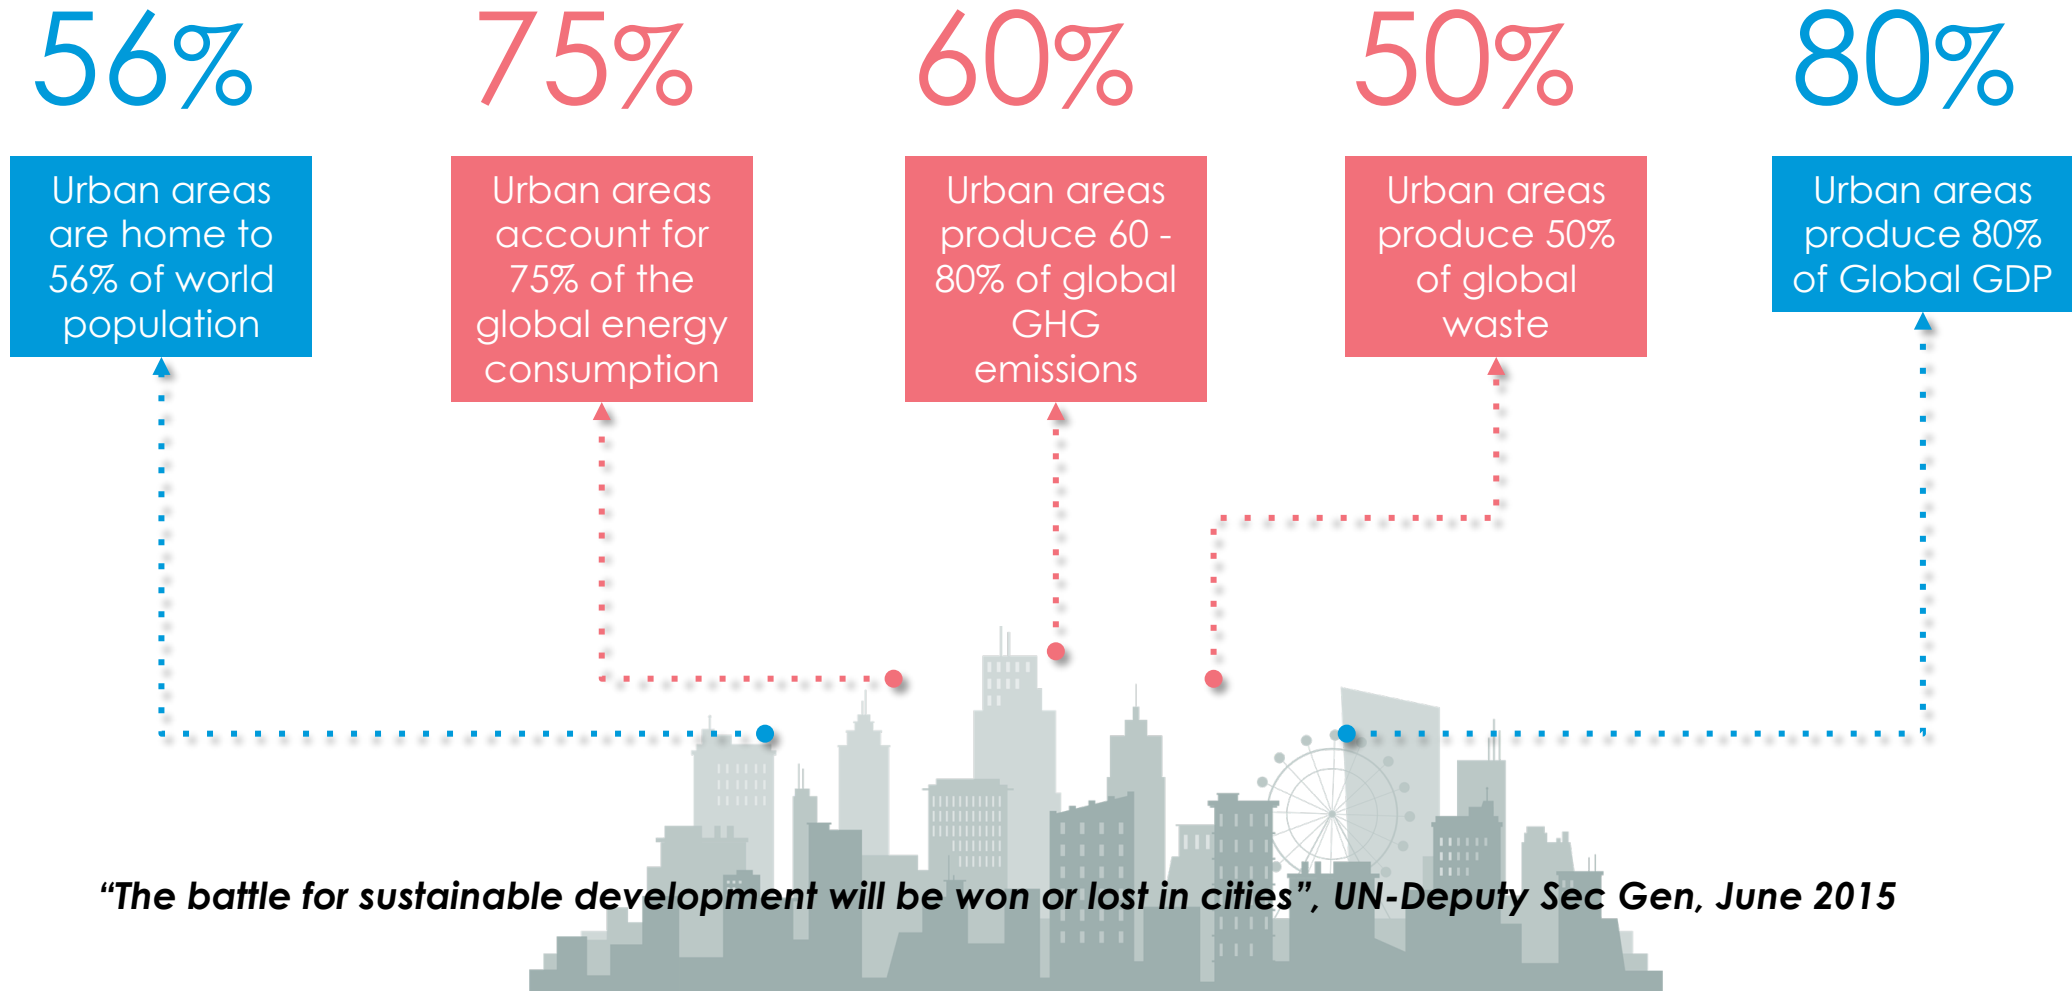 56%
75%
60%
50%
80%
Urban areas
are home to
56% of world
population
Urban areas
account for
75% of the
global energy
consumption
Urban areas
produce 60 -
80% of global
GHG
emissions
Urban areas
produce 50%
of global
waste
Urban areas
produce 80%
of Global GDP
“The battle for sustainable development will be won or lost in cities”, UN-Deputy Sec Gen, June 2015